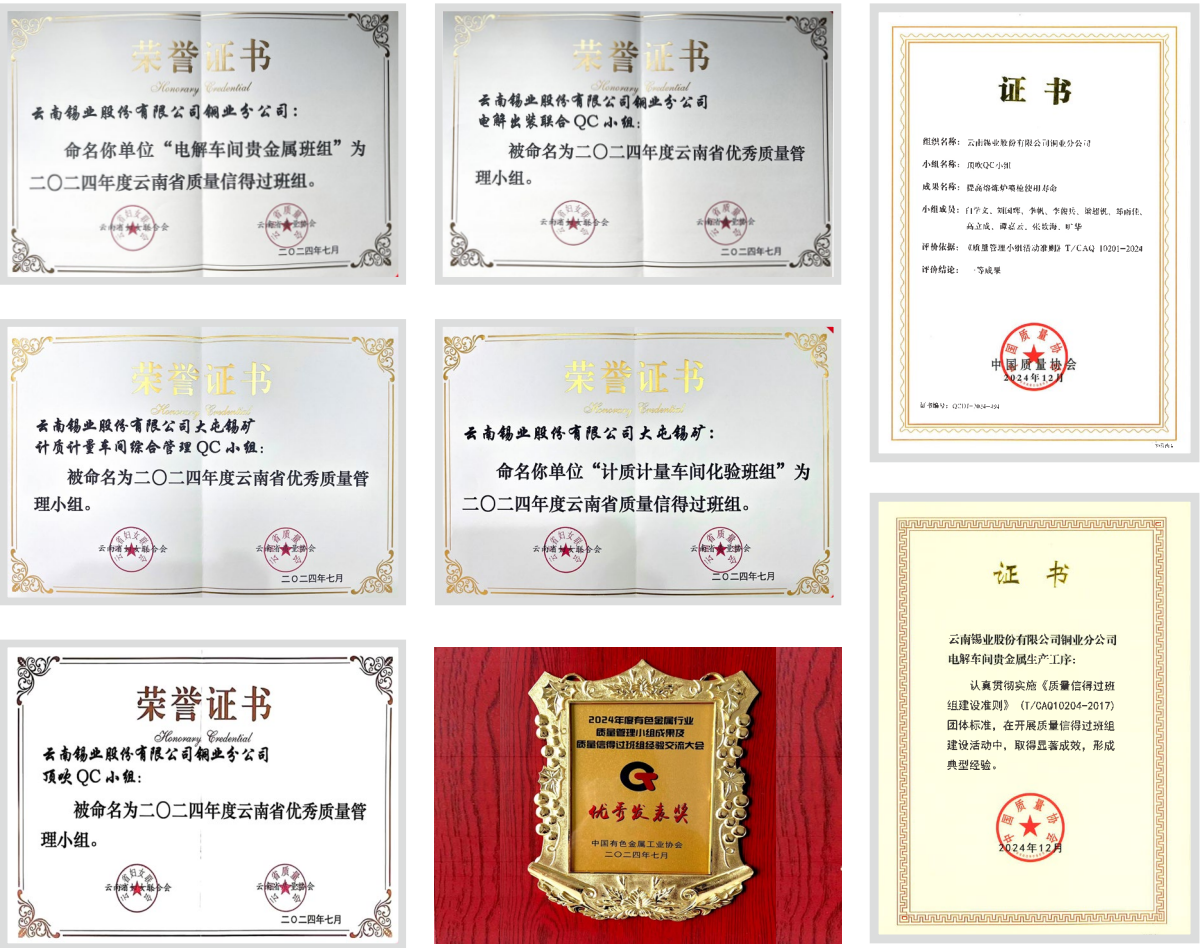 荣誉证书
Honorary Credential
云南锡业股份有限公司铜业分公司：
命名你单位“电解车间贵金属班组”为
二〇二四年度云南省质量信得过班组。
二〇二四年七月
荣誉证书
Honorary Credential
云南锡业股份有限公司铜业分公司
电解出装联合QC小组：
被命名为二〇二四年度云南省优秀质量管
理小组。
二〇二四年七月
证书
组织名称：云南锡业股份有限公司铜业分公司
小组名称：顶吹QC小组
成果名称：提高熔炼炉喷枪使用寿命
小组成员：
评价依据：《质量管理小组活动准则》T/CAQ 10201-2024
评价结论：一等成果
中国质量协会
2024年12月
证书编号：
荣誉证书
Honorary Credential
云南锡业股份有限公司大屯锡矿
计质计量车间综合管理QC小组：
被命名为二〇二四年度云南省优秀质量管
理小组。
二〇二四年七月
荣誉证书
Honorary Credential
云南锡业股份有限公司大屯锡矿：
命名你单位“计质计量车间化验班组”为
二〇二四年度云南省质量信得过班组。
二〇二四年七月
证书
云南锡业股份有限公司铜业分公司
电解车间贵金属生产工序：
认真贯彻实施《质量信得过班
组建设准则》（T/CAQ10204-2017）
团体标准，在开展质量信得过班组
建设活动中，取得显著成效，形成
典型经验。
中国质量协会
2024年12月
荣誉证书
Honorary Credential
云南锡业股份有限公司铜业分公司
顶吹QC小组：
被命名为二〇二四年度云南省优秀质量管
理小组。
二〇二四年七月
2024年度有色金属行业
质量管理小组成果及
质量信得过班组经验交流大会
优秀发表奖
中国有色金属工业协会
二〇二四年七月